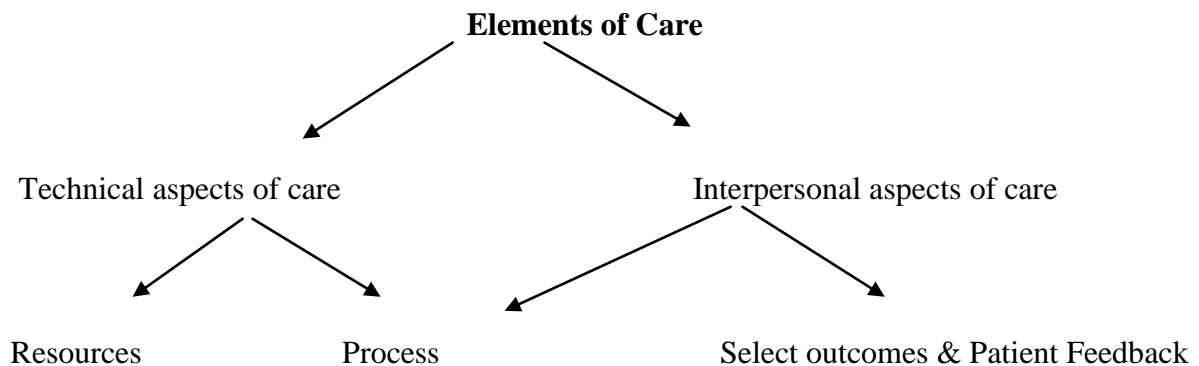 Elements of Care
Technical aspects of care
Interpersonal aspects of care
Resources
Process
Select outcomes & Patient Feedback